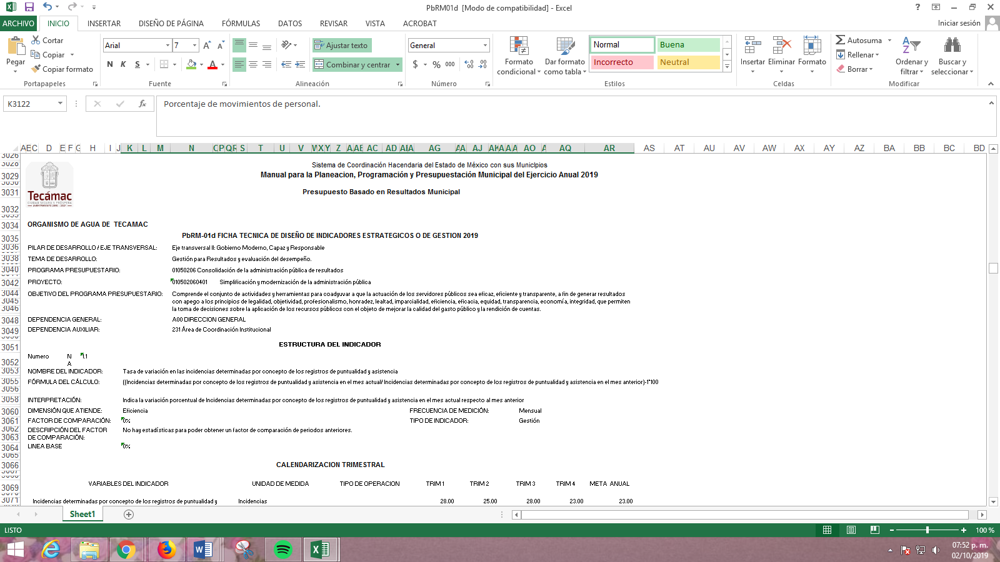 PbRM01d  [Modo de compatibilidad] - Excel
ARCHIVO INICIO INSERTAR DISEÑO DE PÁGINA FÓRMULAS DATOS REVISAR VISTA ACROBAT Iniciar sesión
Pegar Cortar Copiar Copiar formato
Arial 7 N K S
Ajustar texto
Combinar y centrar
General
$ % 000
Formato condicional Dar formato como tabla
Normal Buena
Incorrecto Neutral
Insertar Eliminar Formato
Autosuma
Rellenar
Borrar
Ordenar y filtrar Buscar y seleccionar
Portapapeles Fuente Alineación Número Estilos Celdas Modificar
K3122 fx Porcentaje de movimientos de personal.
D H I J K L M N S T U V Z AC AD AG AJ AO AQ AR AS AT AU AV AW AX AY AZ BA BB BC BD
Sistema de Coordinación Hacendaria del Estado de México con sus Municlpios
3029 Manual para la Planeacion, Programación y Presupuestación Municipal del Ejercicio Anual 2019
3031 Presupuesto Basado en Resultados Municipal
Tecámac
CIUDAD SEGURA Y PRÓSPERA
3032
3034 ORGANISMO DE AGUA DE  TECAMAC
3035 PbRM-01d FICHA TECNICA DE DISEÑO DE INDICADORES ESTRATEGICOS O DE GESTION 2019
3036 PILAR DE DESARROLLO / EJE TRANSVERSAL: Eje transversal II: Gobierno Moderno, Capaz y Responsable
3038 TEMA DE DESARROLLO: Gestión para Resultados y evaluación del desempeño.
3040 PROGRAMA PRESUPUESTARIO: 01050206 Consolidación de la administración pública de resultados
3042 PROYECTO: 010502060401 Simplificación y modernización de la administración pública
3044 OBJETIVO DEL PROGRAMA PRESUPUESTARIO: Comprende el conjunto de actividades y herramientas para coadyuvar a que la actuación de los servidores públicos sea eficaz, eficiente y transparente, a fin de generar resultados
3045 con apego a los principios de legalidad, objetividad, profesionalismo, honradez, lealtad, imparcialidad, eficiencia, eficacia, equidad, transparencia, economía, integridad, que permiten
3046 la toma de decisiones sobre la aplicación de los recursos públicos con el objeto de mejorar la calidad del gasto público y la rendición de cuentas.
3048 DEPENDENCIA GENERAL: A00 DIRECCION GENERAL
3049 DEPENDENCIA AUXILIAR: 231 Área de Coordinación Institucional
3051 ESTRUCTURA DEL INDICADOR
Numero N 1.1
3052 A
3053 NOMBRE DEL INDICADOR: Tasa de variación en las incidencias determinadas por concepto de los registros de puntualidad y asistencia
3055 FÓRMULA DEL CÁLCULO: ((Incidencias determinadas por concepto de los registros de puntualidad y asistencia en el mes actual/ Incidencias determinadas por concepto de los registros de puntualidad y asistencia en el mes anterior)-1*100
3056
3058 INTERPRETACIÓN: Indica la variación porcentual de Incidencias determinadas por concepto de los registros de puntualidad y asistencia en el mes actual respecto al mes anterior
3060 DIMENSIÓN QUE ATIENDE: Eficiencia FRECUENCIA DE MEDICIÓN: Mensual
3061 FACTOR DE COMPARACIÓN: 0% TIPO DE INDICADOR: Gestión
3062 DESCRIPCIÓN DEL FACTOR No hay estadísticas para poder obtener un factor de comparación de periodos anteriores.
3063 DE COMPARACIÓN:
3064 LINEA BASE 0%
3065
3066 CALENDARIZACION TRIMESTRAL
3069 VARIABLES DEL INDICADOR UNIDAD DE MEDIDA TIPO DE OPERACION TRIM 1 TRIM 2 TRIM 3 TRIM 4 META  ANUAL
3071 Incidencias determinadas por concepto de los registros de puntualidad y Incidencias 28.00 25.00 28.00 23.00 23.00
Sheet1
LISTO 100 %
07:52 p. m.
02/10/2019